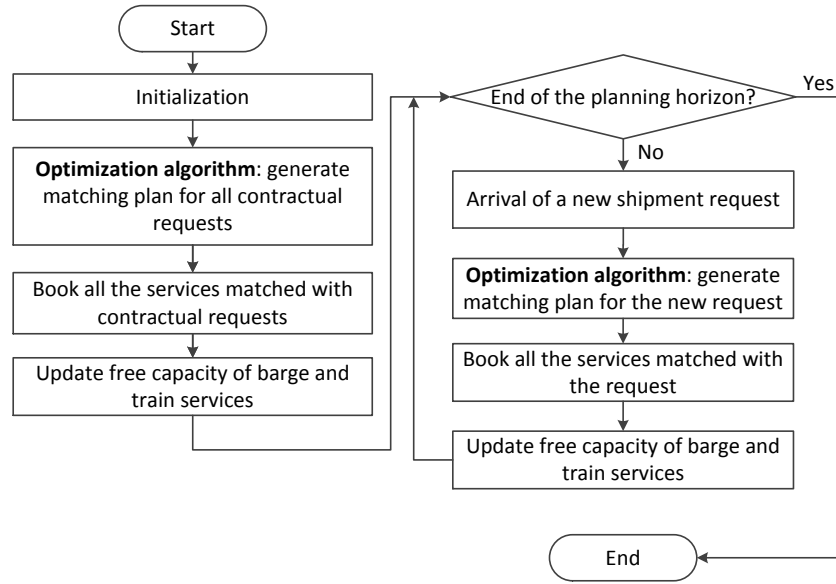 Start
Initialization
Optimization algorithm: generate
matching plan for all contractual
requests
Book all the services matched with
contractual requests
Update free capacity of barge and
train services
End of the planning horizon?
Yes
No
Arrival of a new shipment request
Optimization algorithm: generate
matching plan for the new request
Book all the services matched with
the request
Update free capacity of barge and
train services
End